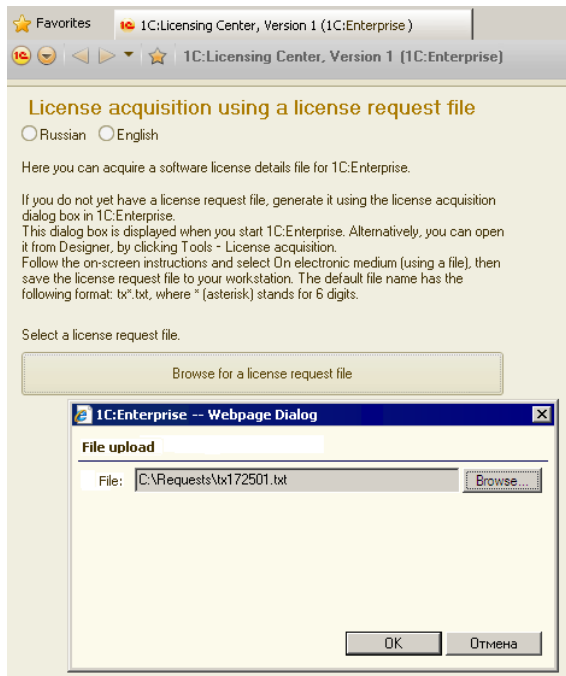 Favorites
1C:Licensing Center, Version 1 (1C:Enterprise )
1C:Licensing Center, Version 1 (1C:Enterprise)
License acquisition using a license request file
Russian English
Here you can acquire a software license details file for 1C:Enterprise.
If you do not yet have a license request file, generate it using the license acquisition
dialog box in 1C:Enterprise.
This dialog box is displayed when you start 1C:Enterprise. Alternatively, you can open
it from Designer, by clicking Tools - License acquisition.
Follow the on-screen instructions and select On electronic medium (using a file), then
save the license request file to your workstation. The default file name has the
following format: tx*.txt, where * (asterisk) stands for 6 digits.
Select a license request file.
Browse for a license request file
1C:Enterprise -- Webpage Dialog
File upload
File: C:\Requests\tx172501.txt Browse...
OK Отмена